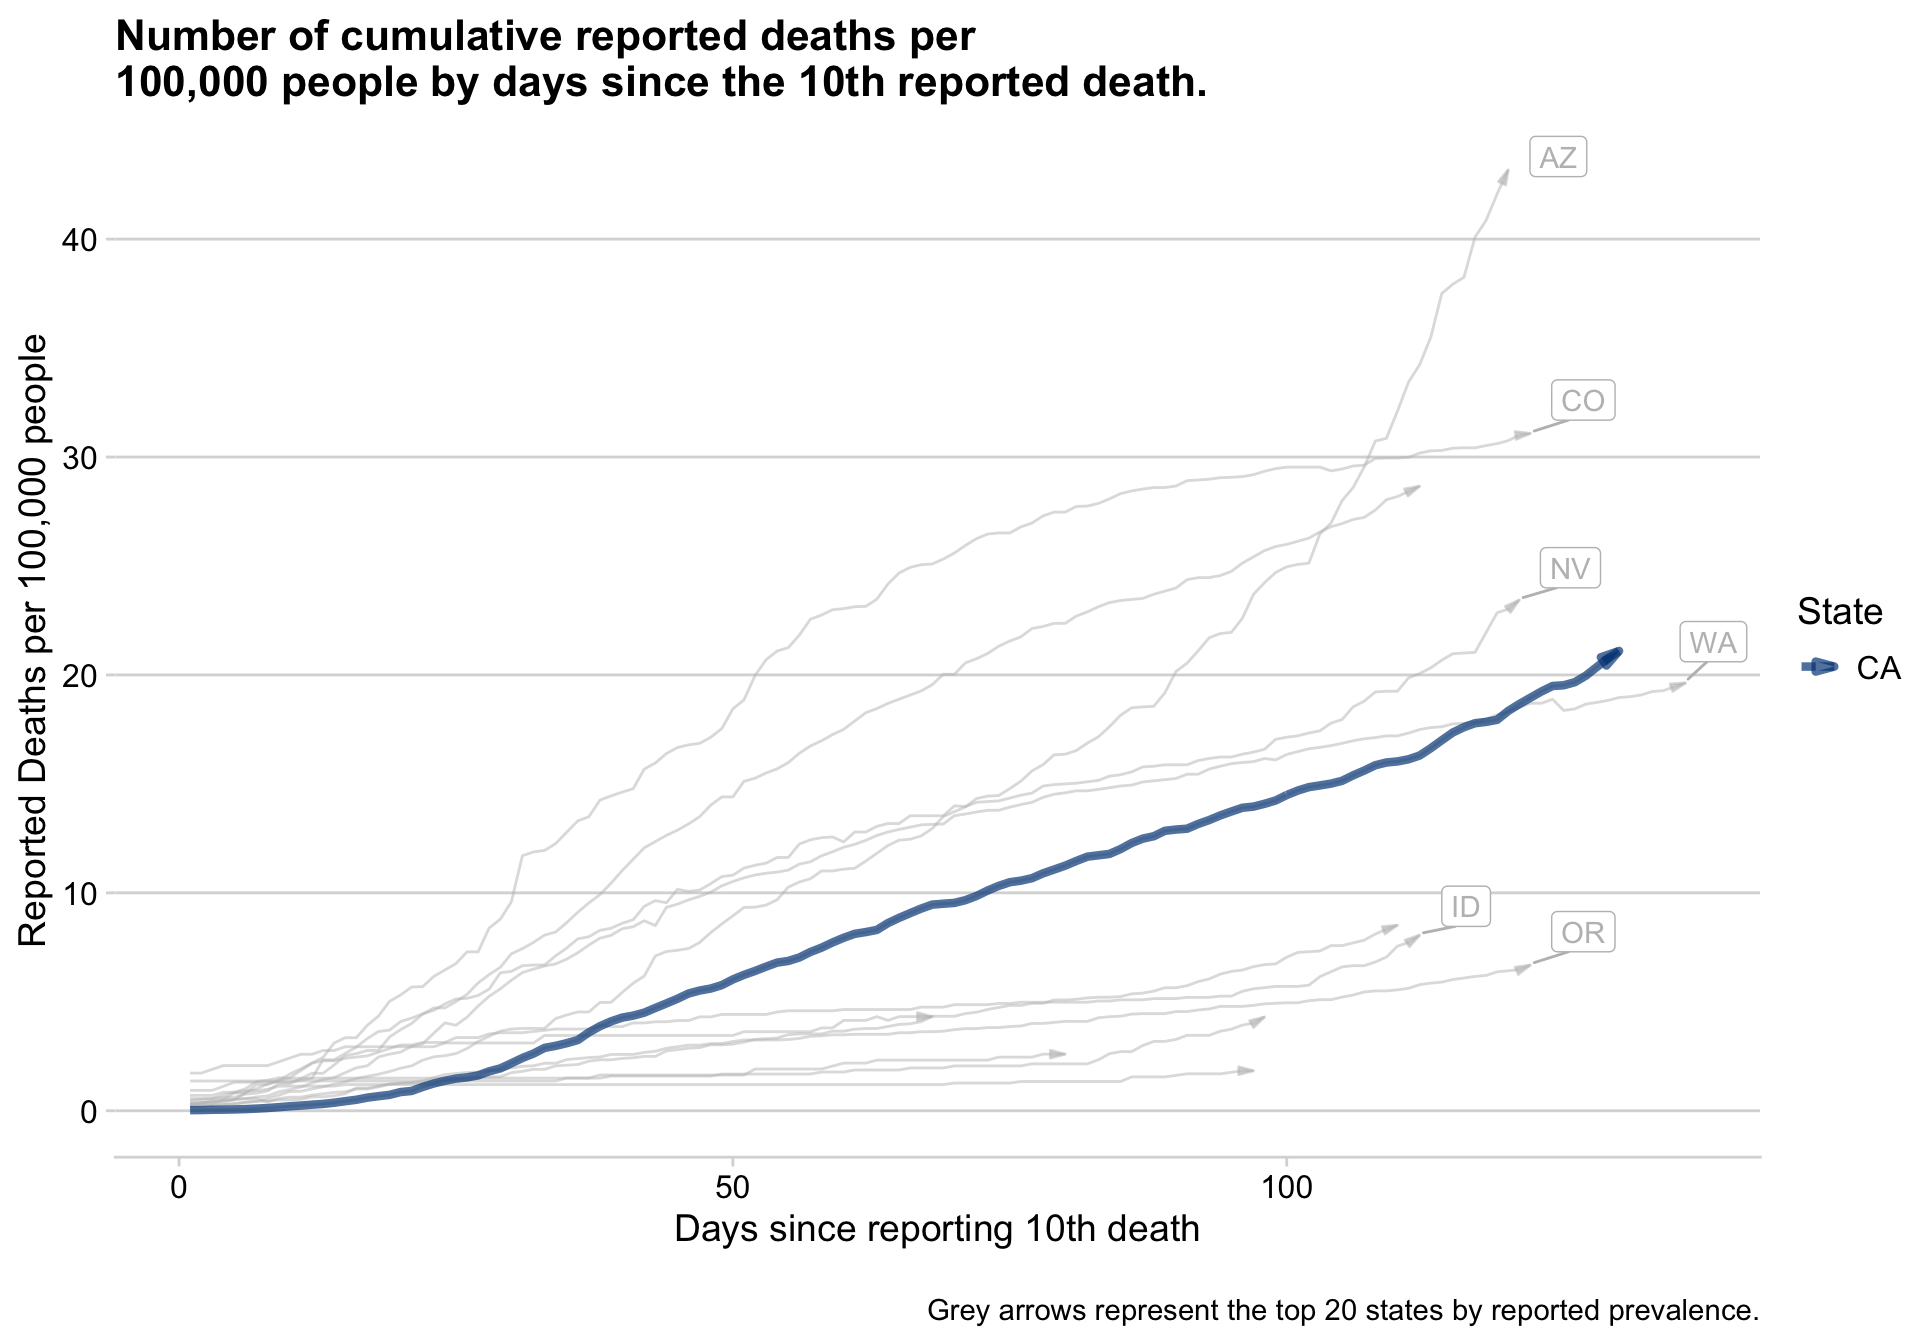 Number of cumulative reported deaths per
100,000 people by days since the 10th reported death.
AZ
40
CO
30
NV
WA
20
State
CA
10
ID
OR
0
Reported Deaths per 100,000 people
0
50
100
Days since reporting 10th death
Grey arrows represent the top 20 states by reported prevalence.